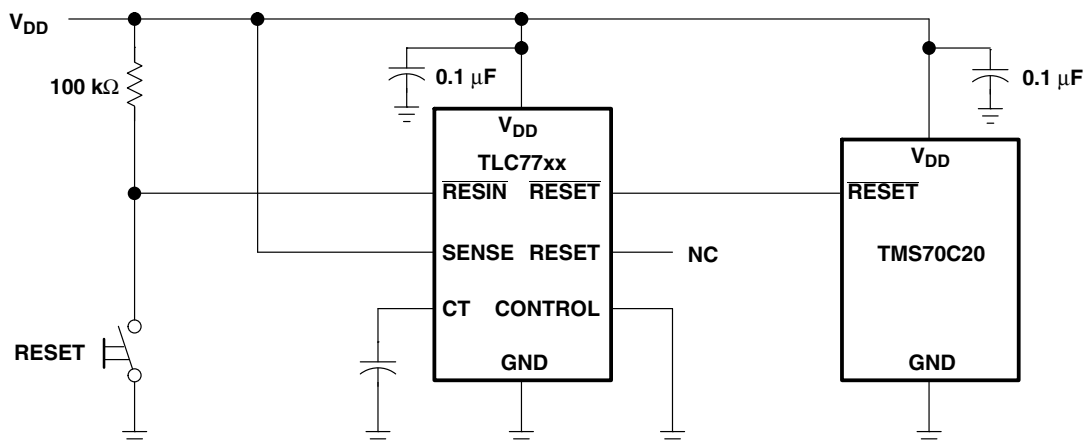 VDD
100 kΩ
0.1 μF
0.1 μF
VDD
TLC77xx
RESIN RESET
VDD
RESET
SENSE RESET
NC
TMS70C20
CT CONTROL
RESET
GND
GND